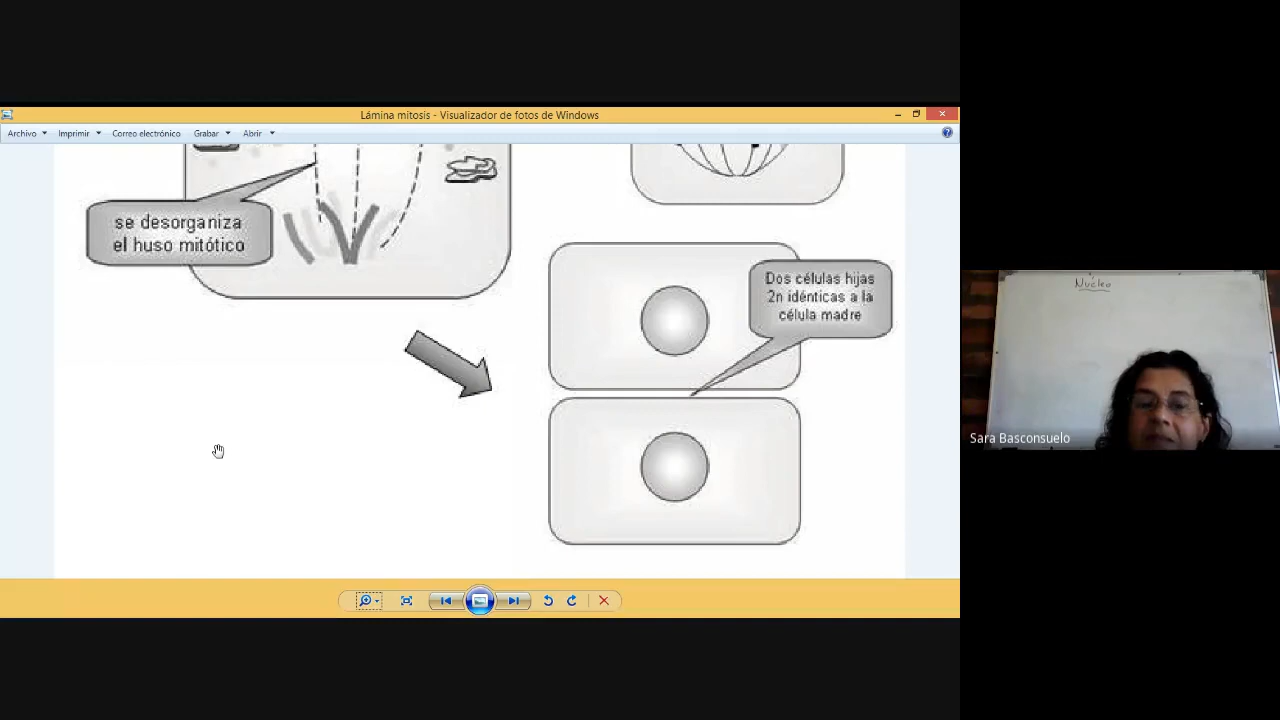 Lámina mitosis - Visualizador de fotos de Windows
Archivo Imprimir Correo electrónico Grabar Abrir
se desorganiza
el huso mitótico
Dos células hijas
2n idénticas a la
célula madre
Núcleo
Sara Basconsuelo